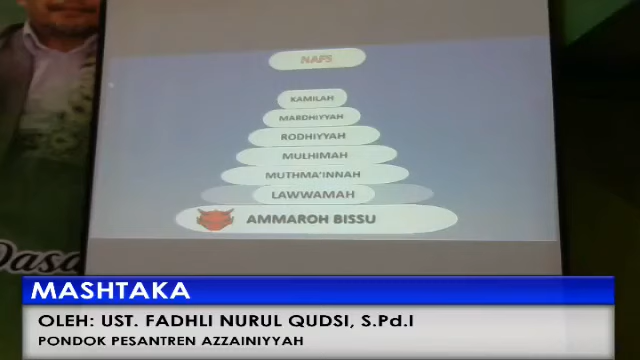 NAFS
KAMILAH
MARDHIYYAH
RODHIYYAH
MULHIMAH
MUTHMA'INNAH
LAWWAMAH
AMMAROH BISSU
Dasa
MASHTAKA
OLEH: UST. FADHLI NURUL QUDSI, S.Pd.I
PONDOK PESANTREN AZZAINIYYAH